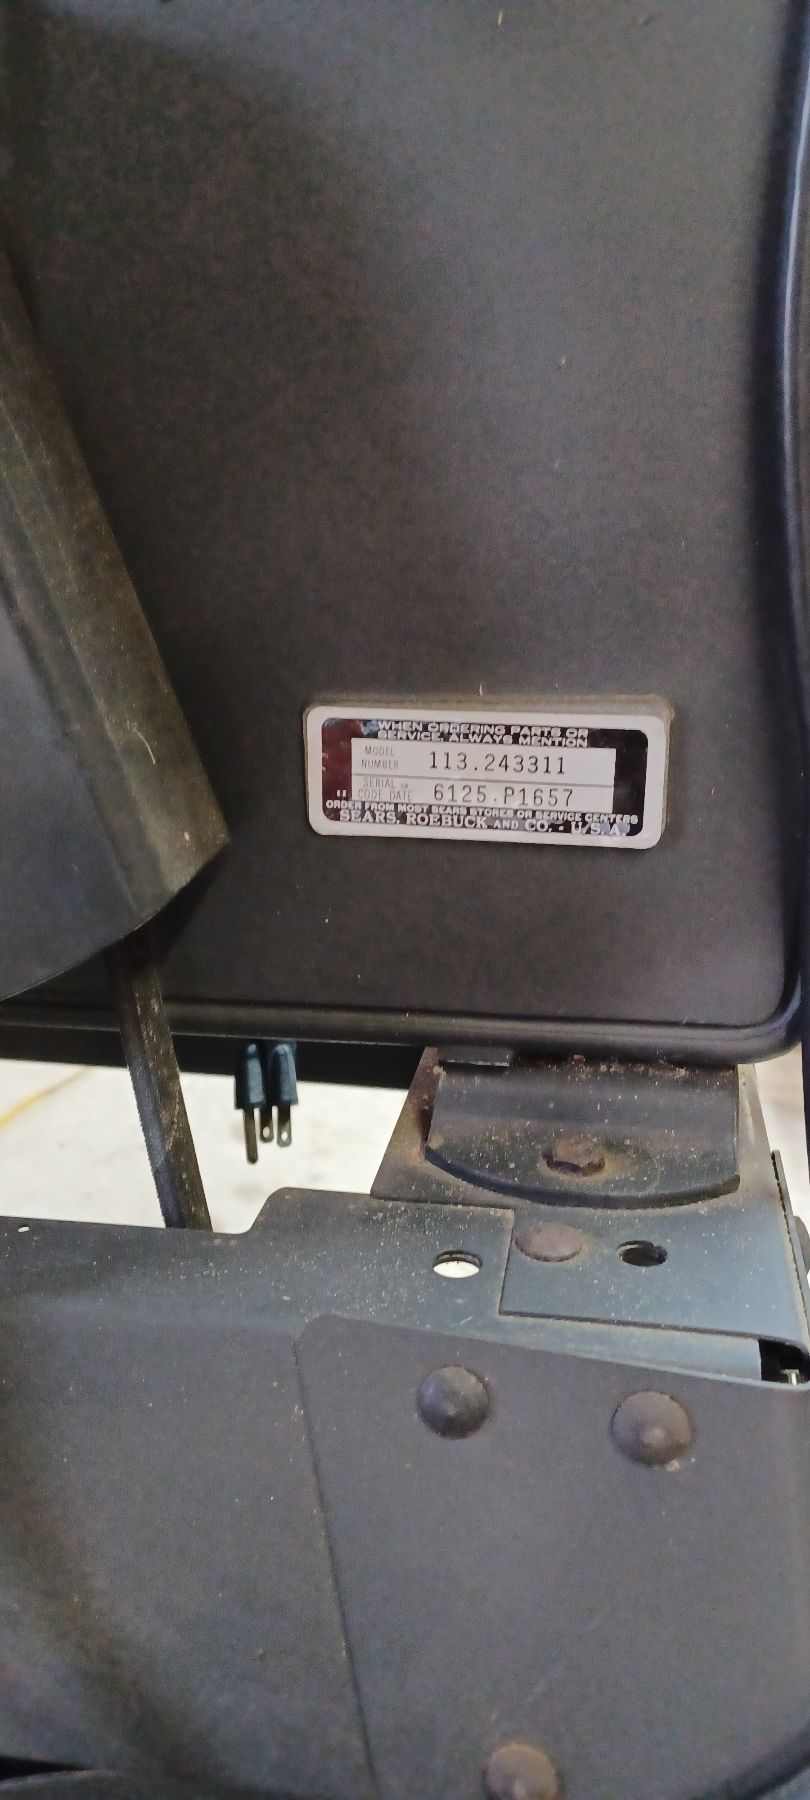 WHEN ORDERING PARTS OR
SERVICE, ALWAYS MENTION
MODEL
NUMBER 113.243311
SERIAL OR
CODE DATE 6125.P1657
ORDER FROM MOST SEARS STORES OR SERVICE CENTERS
SEARS, ROEBUCK AND CO. · U.S.A.